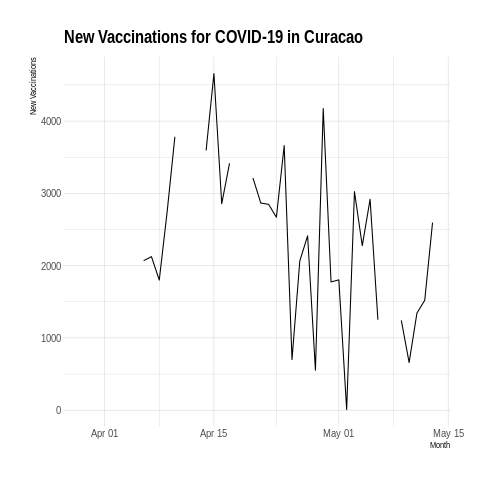 New Vaccinations for COVID-19 in Curacao
New Vaccinations
4000
3000
2000
1000
0
Apr 01
Apr 15
May 01
May 15
Month